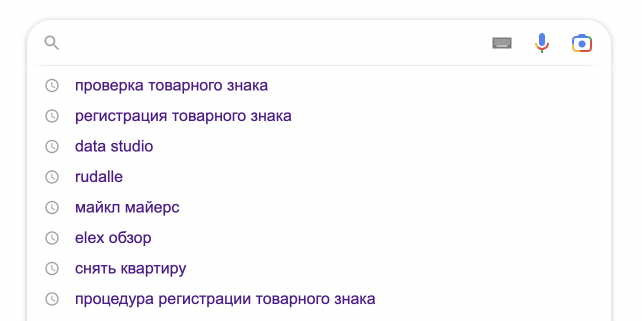 проверка товарного знака
регистрация товарного знака
data studio
rudalle
майкл майерс
elex обзор
снять квартиру
процедура регистрации товарного знака